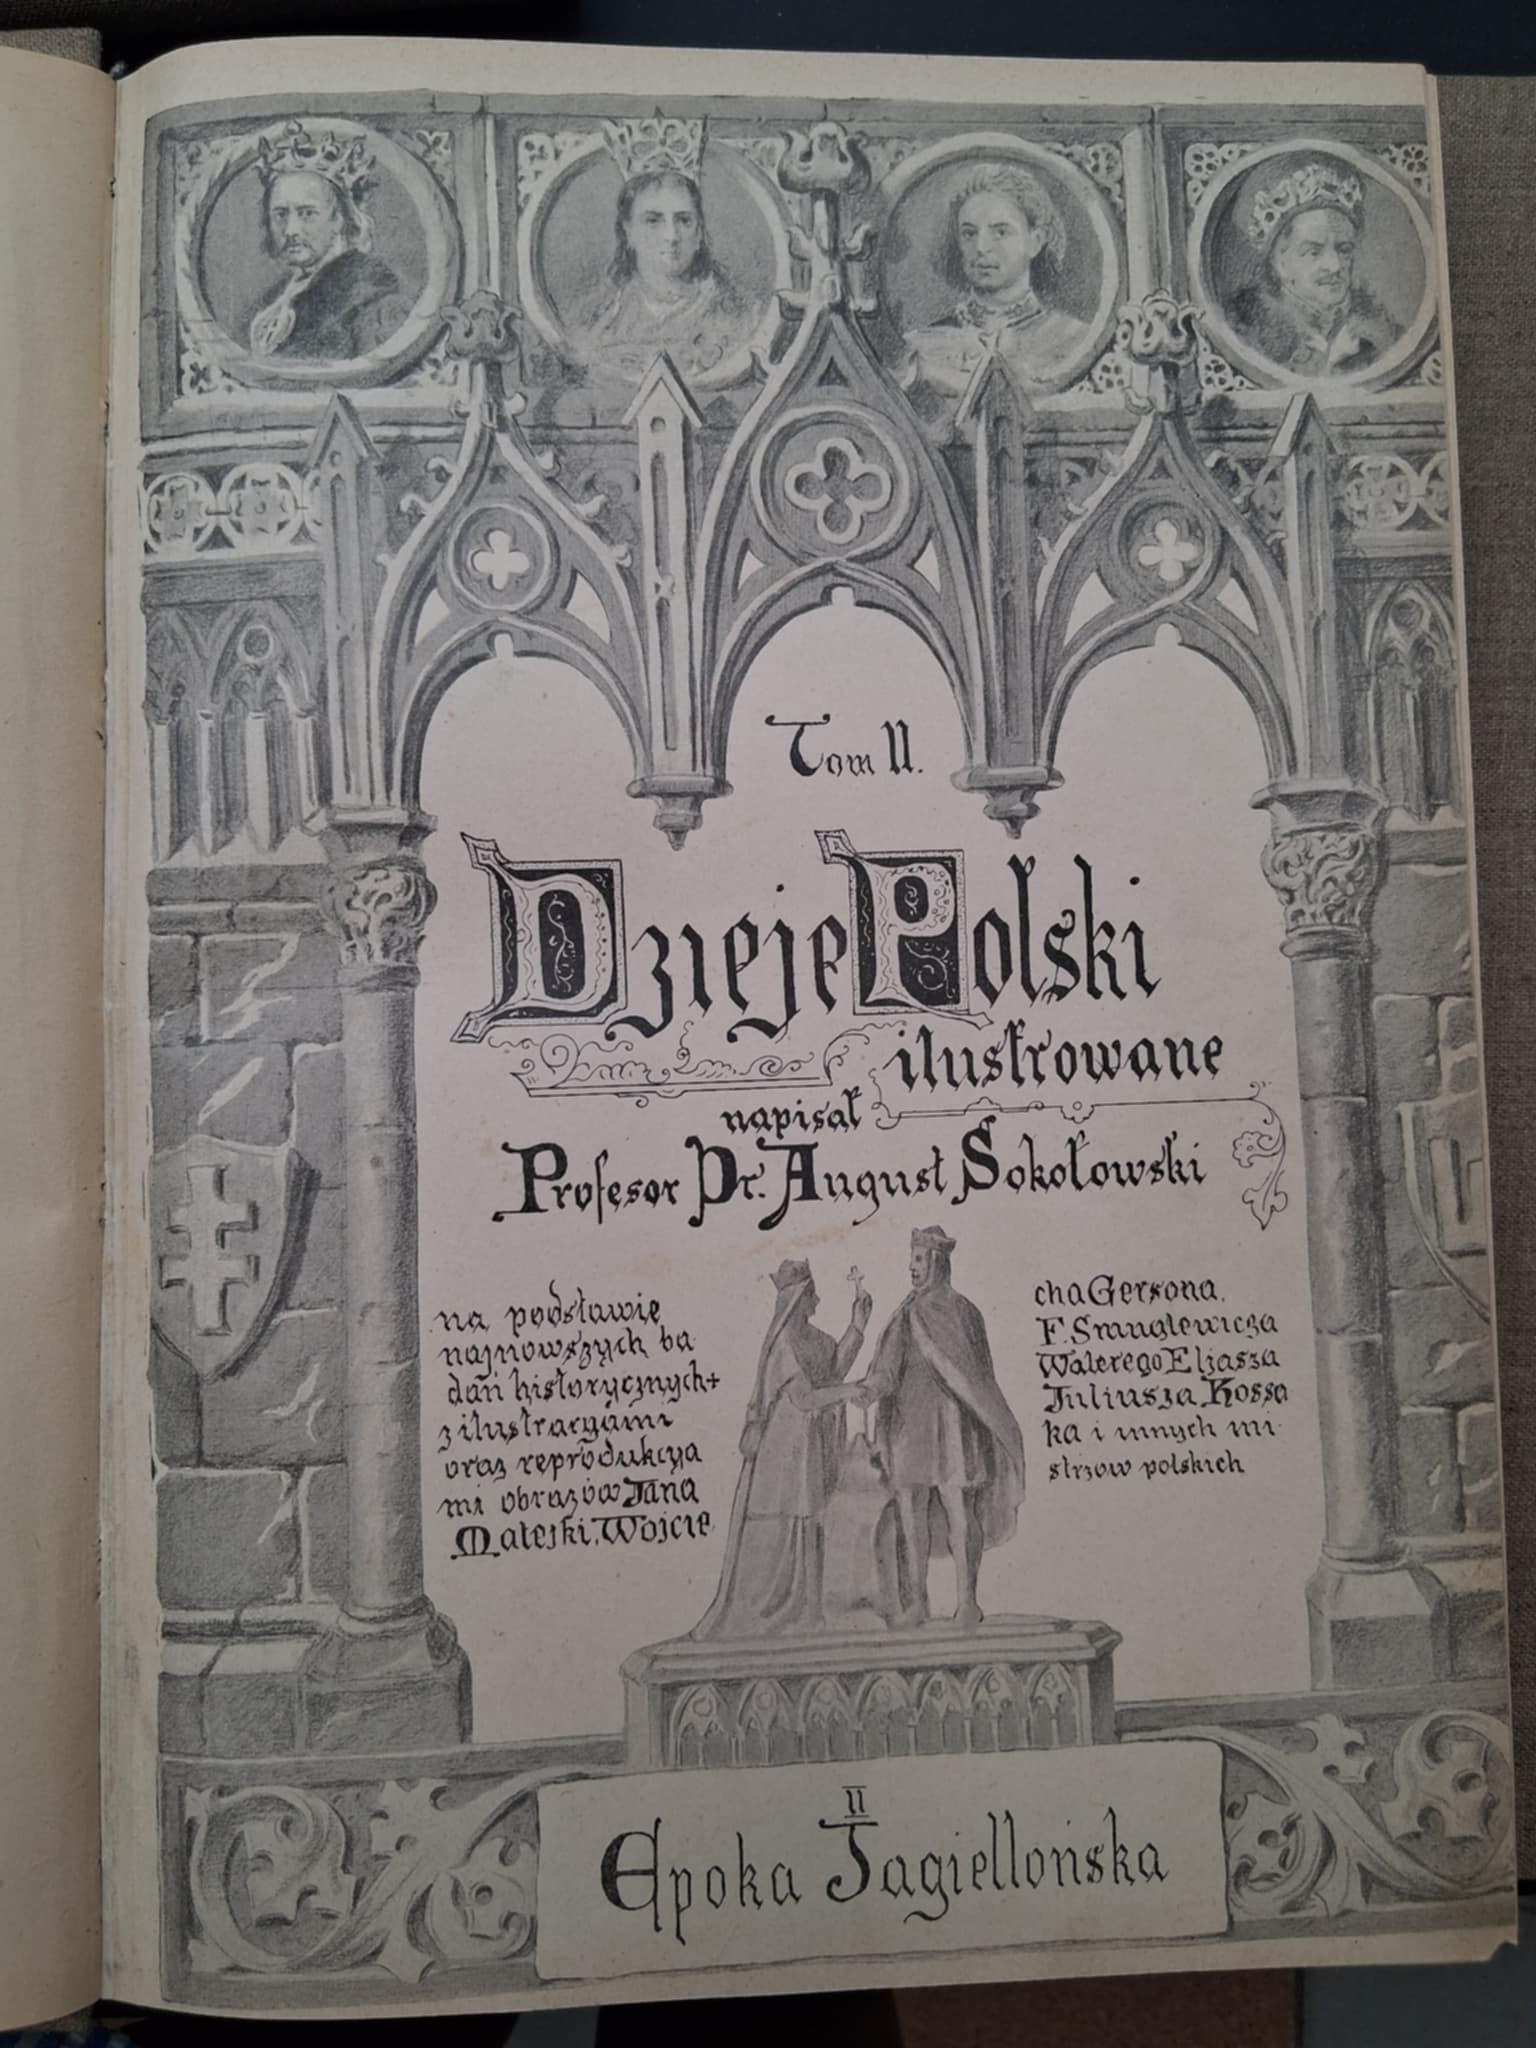 Tom II.
Dzieje Polski
ilustrowane
napisał
Profesor Dr. August Sokołowski
na podstawie
najnowszych ba
dań historycznych +
z ilustracyami
oraz reprodukcya
mi obrazów Jana
Matejki, Wojcie
cha Gersona,
F. Smuglewicza
Walerego Eljasza
Juliusza Kossa
ka i innych mi
strzow polskich
II
Epoka Jagiellońska